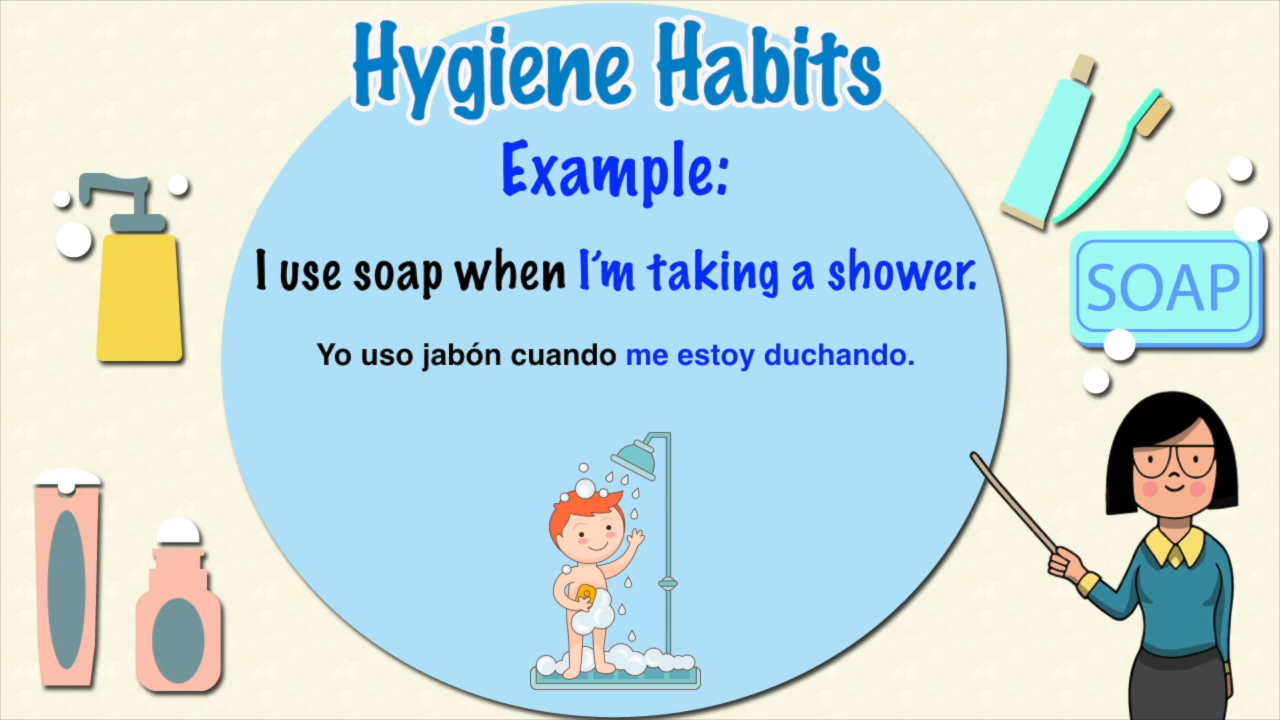 Hygiene Habits
Example:
I use soap when I'm taking a shower.
Yo uso jabón cuando me estoy duchando.
SOAP